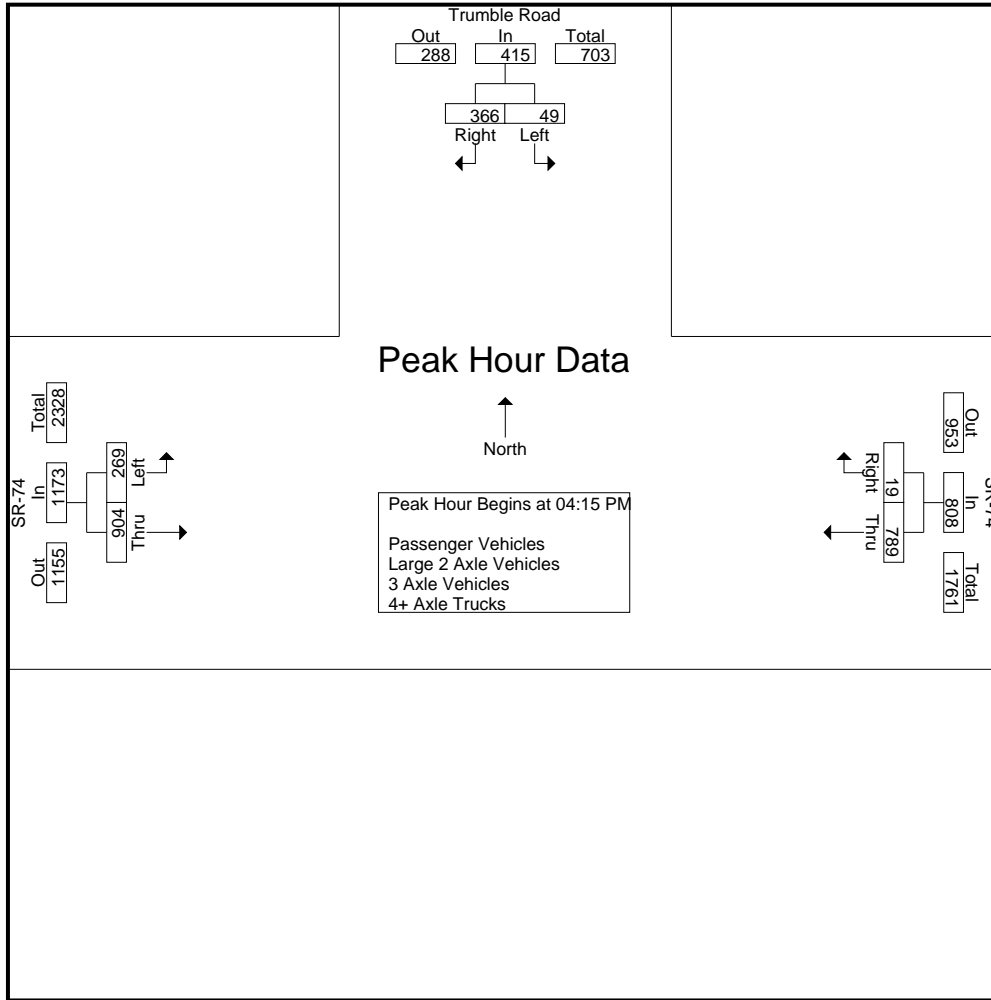 Trumble Road
Out In Total
288 415 703
366 49
Right Left
Peak Hour Data
North
Peak Hour Begins at 04:15 PM
Passenger Vehicles
Large 2 Axle Vehicles
3 Axle Vehicles
4+ Axle Trucks
SR-74
Out In Total
1155 1173 2328
904 269
Thru Left
SR-74
Out In Total
953 808 1761
19 789
Right Thru